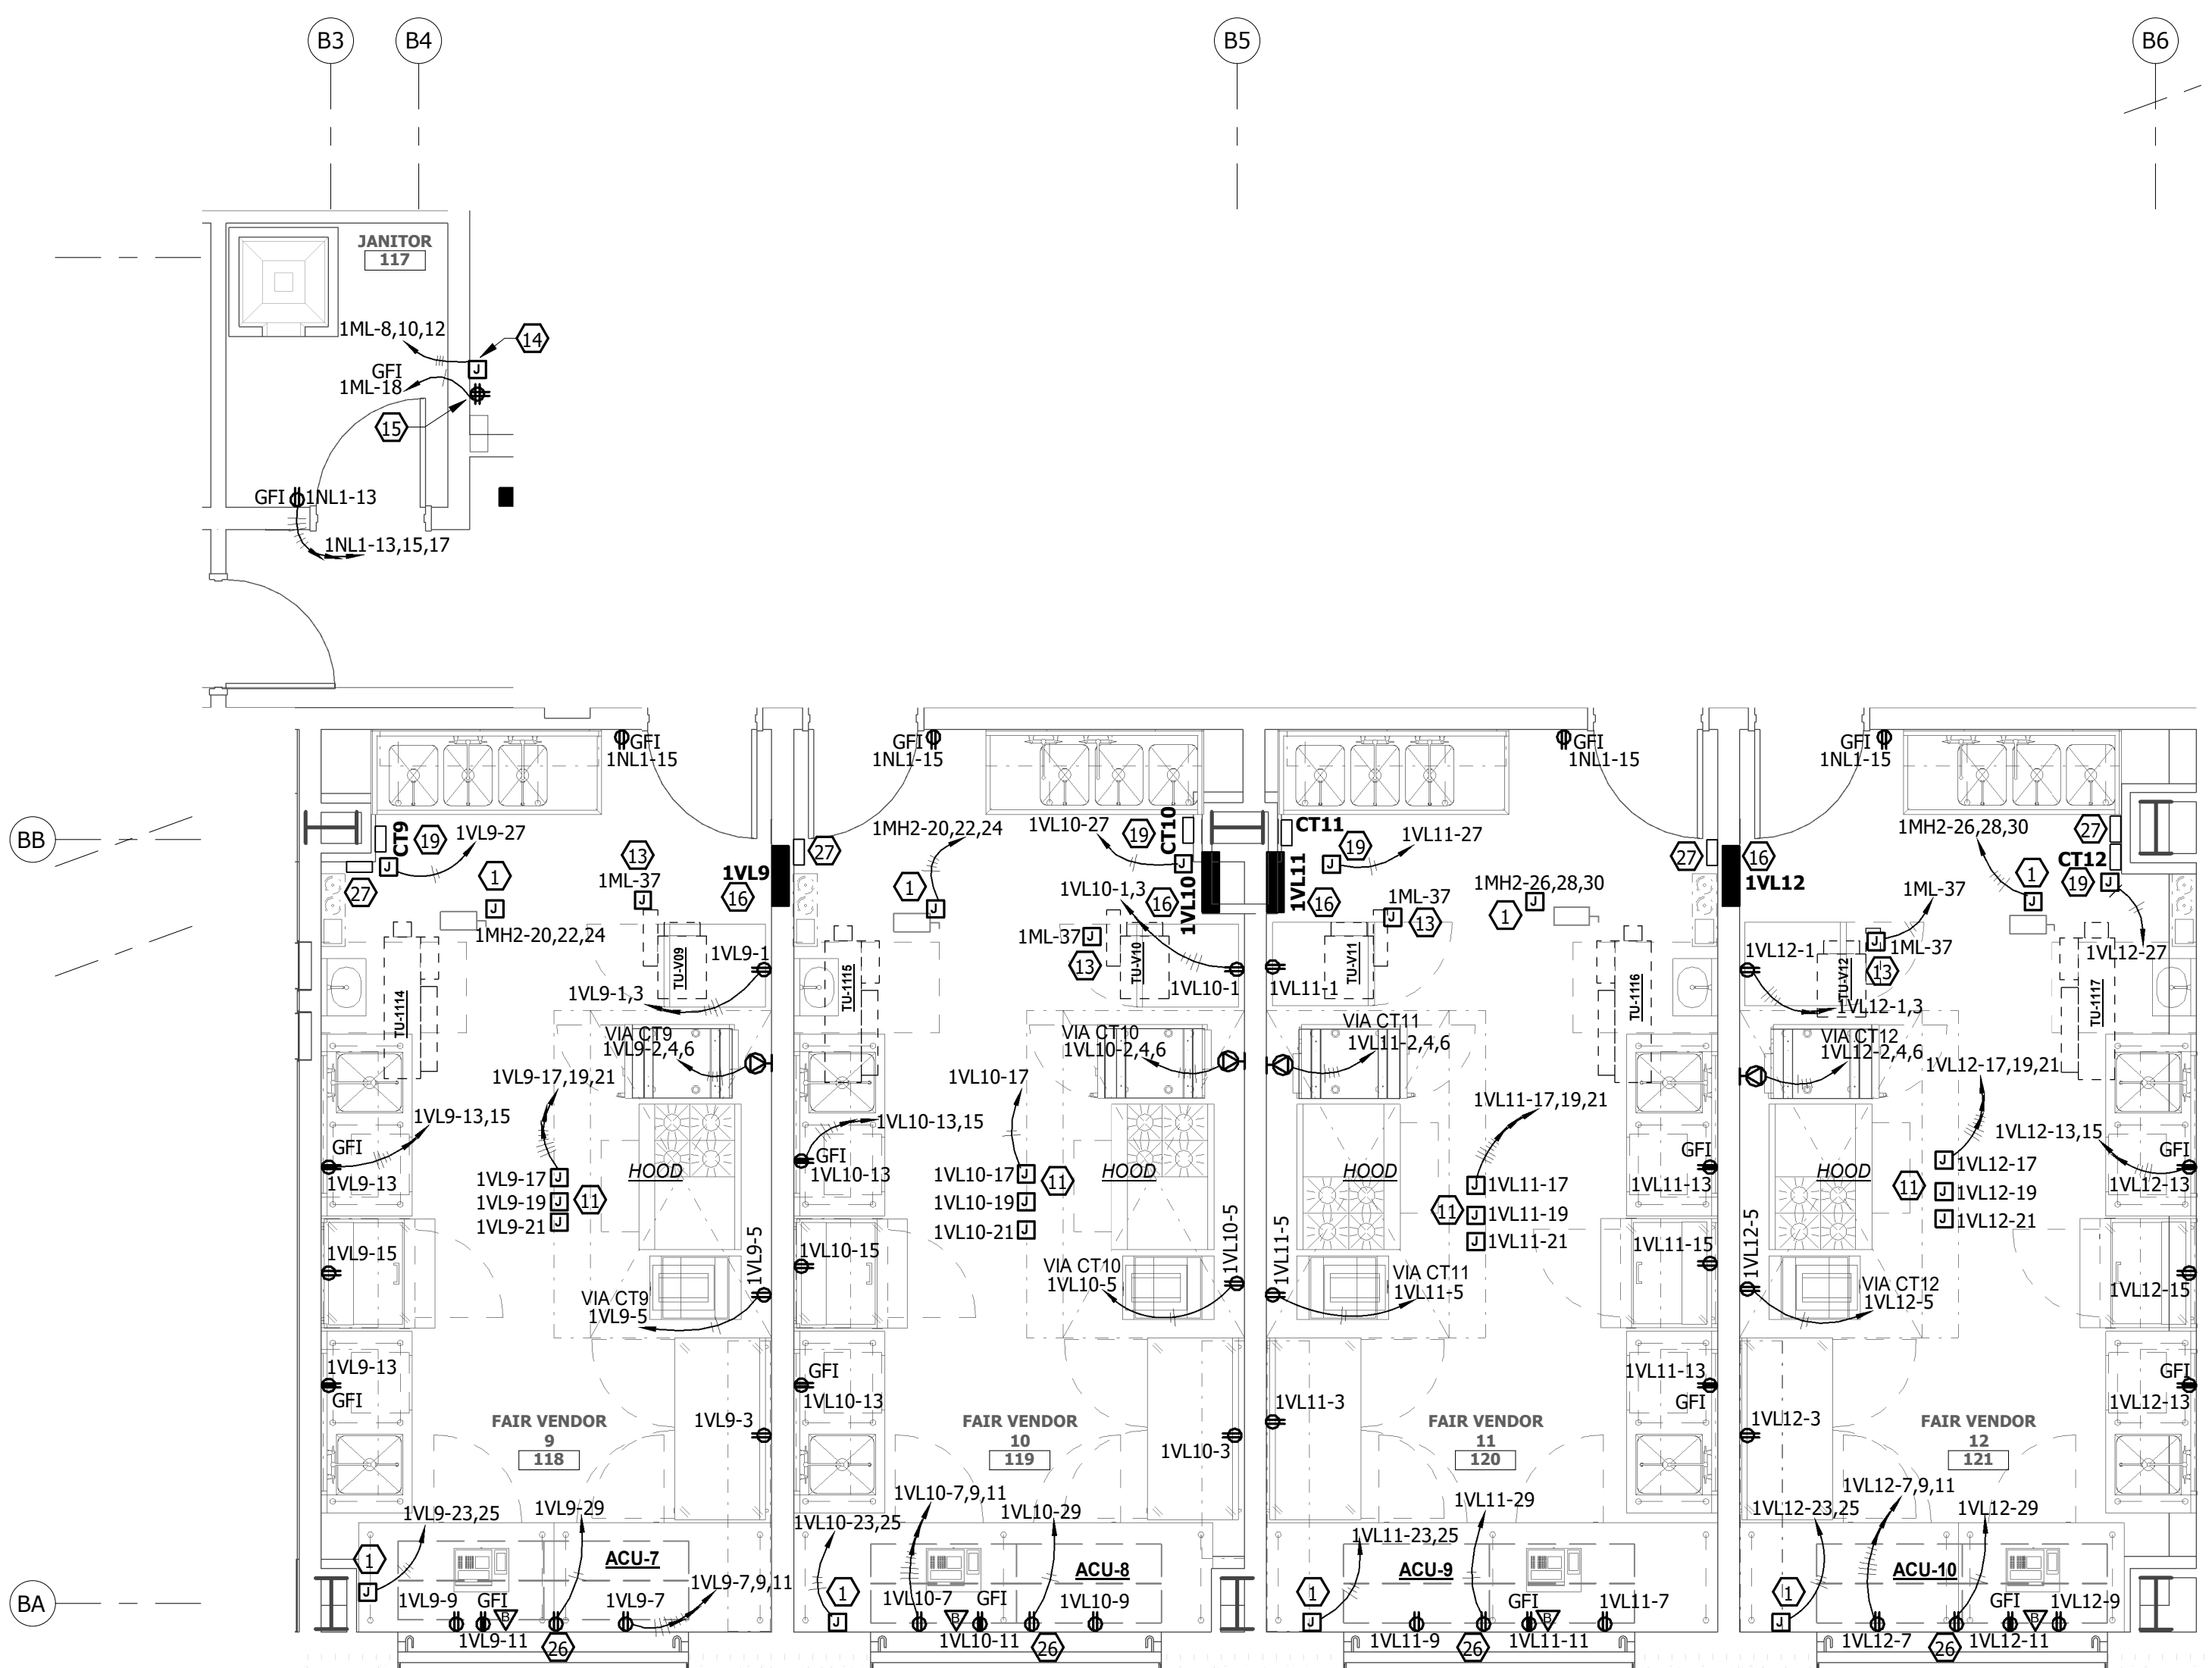 B3
B4
B5
B6
JANITOR
117
1ML-8,10,12
14
J
GFI
1ML-18
15
GFI
1NL1-13
1NL1-13,15,17
BB
BA
GFI
1NL1-15
CT9
19
1VL9-27
J
27
1
J
1MH2-20,22,24
13
1ML-37
J
1VL9
16
TU-1114
TU-V09
1VL9-1
1VL9-1,3
VIA CT9
1VL9-2,4,6
1VL9-17,19,21
1VL9-13,15
GFI
1VL9-13
HOOD
1VL9-17
J
1VL9-19
J
11
1VL9-21
J
1VL9-15
1VL9-5
VIA CT9
1VL9-5
1VL9-13
GFI
1VL9-3
FAIR VENDOR
9
118
1VL9-23,25
1VL9-29
1
J
ACU-7
1VL9-7,9,11
1VL9-9
GFI
B
1VL9-7
1VL9-11
26
GFI
1NL1-15
27
1MH2-20,22,24
1VL10-27
19
CT10
J
1
J
1VL10-1,3
16
1VL10
1ML-37
J
13
TU-1115
TU-V10
1VL10-1
VIA CT10
1VL10-2,4,6
1VL10-17
1VL10-13,15
GFI
1VL10-13
HOOD
1VL10-17
J
11
1VL10-19
J
1VL10-21
J
1VL10-15
1VL10-5
VIA CT10
1VL10-5
GFI
1VL10-13
1VL10-3
FAIR VENDOR
10
119
1VL10-7,9,11
1VL10-29
1VL10-23,25
1
J
ACU-8
1VL10-7
B
GFI
1VL10-9
1VL10-11
26
GFI
1NL1-15
CT11
19
J
1VL11-27
27
1VL11
16
1ML-37
J
13
1MH2-26,28,30
1
J
TU-V11
TU-1116
1VL11-1
VIA CT11
1VL11-2,4,6
1VL11-17,19,21
GFI
1VL11-13
HOOD
J
1VL11-17
11
J
1VL11-19
J
1VL11-21
1VL11-15
1VL11-5
VIA CT11
1VL11-5
1VL11-13
GFI
1VL11-3
FAIR VENDOR
11
120
1VL11-29
1VL11-23,25
1
J
ACU-9
GFI
B
1VL11-7
1VL11-9
26
1VL11-11
GFI
1NL1-15
1MH2-26,28,30
27
CT12
19
J
16
1VL12
1
J
1ML-37
J
1ML-37
13
1VL12-1
TU-V12
1VL12-27
TU-1117
1VL12-1,3
VIA CT12
1VL12-2,4,6
1VL12-17,19,21
1VL12-13,15
GFI
1VL12-13
HOOD
J
1VL12-17
11
J
1VL12-19
J
1VL12-21
1VL12-5
VIA CT12
1VL12-5
1VL12-15
GFI
1VL12-13
1VL12-3
FAIR VENDOR
12
121
1VL12-7,9,11
1VL12-23,25
1VL12-29
1
J
ACU-10
GFI
B
1VL12-9
1VL12-7
26
1VL12-11